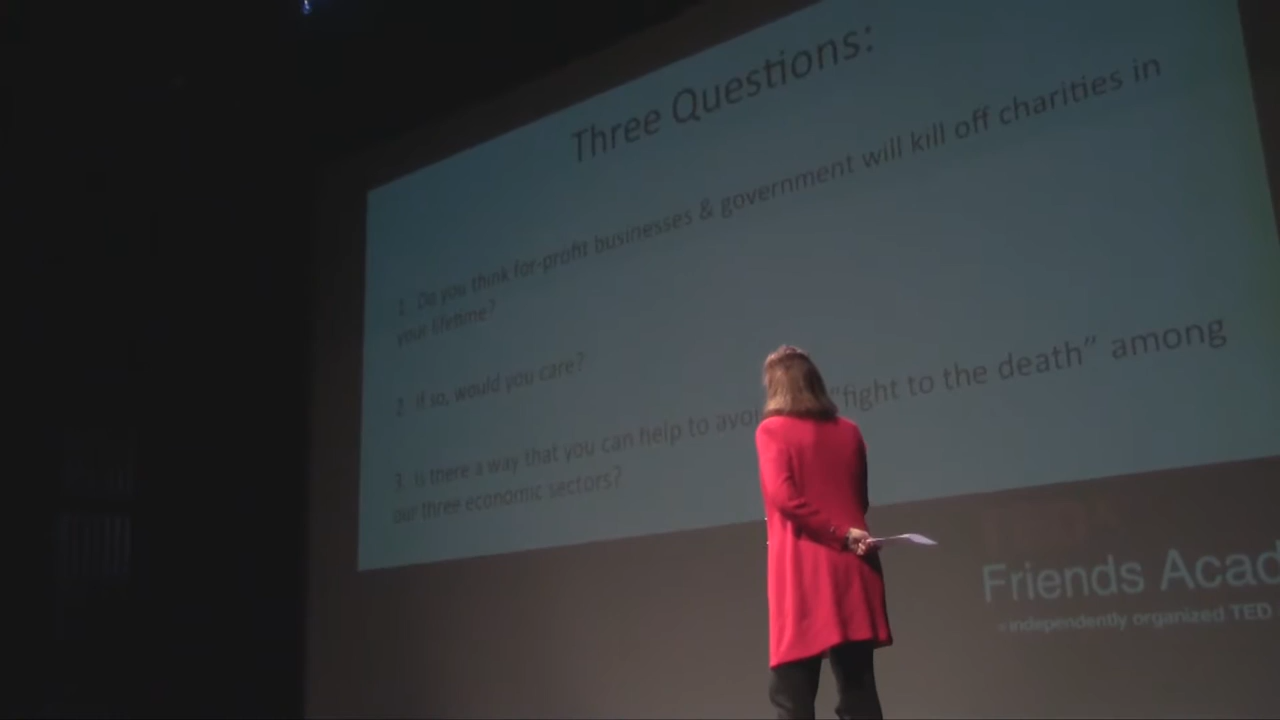 Three Questions:
1. Do you think for-profit businesses & government will kill off charities in
your lifetime?
2. If so, would you care?
3. Is there a way that you can help to avoi "fight to the death" among
our three economic sectors?
Friends Acad
independently organized TED